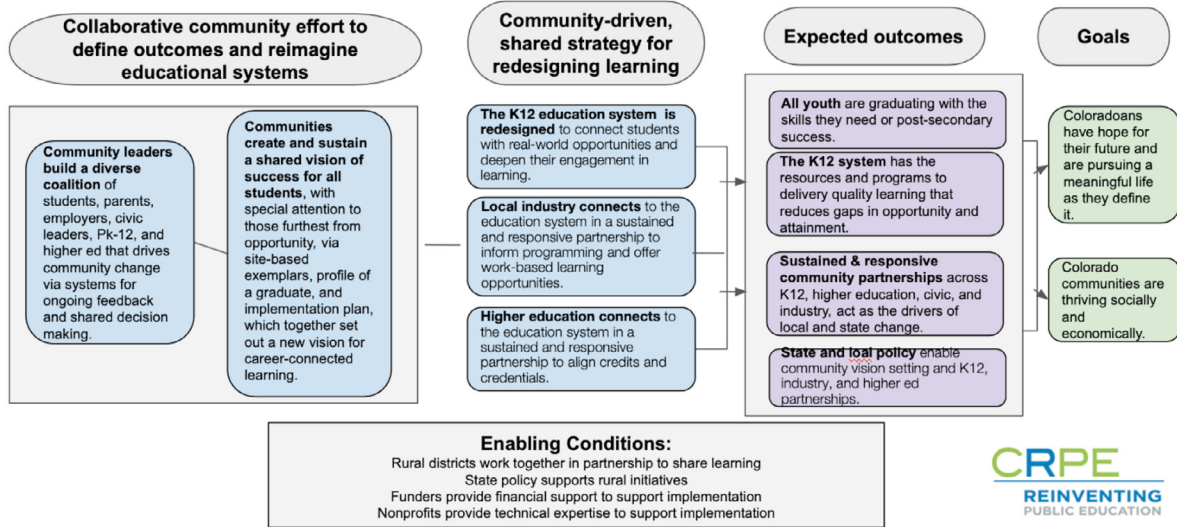 Collaborative community effort to
define outcomes and reimagine
educational systems
Community-driven,
shared strategy for
redesigning learning
Expected outcomes
Goals
Community leaders
build a diverse
coalition of
students, parents,
employers, civic
leaders, Pk-12, and
higher ed that drives
community change
via systems for
ongoing feedback
and shared decision
making.
Communities
create and sustain
a shared vision of
success for all
students, with
special attention to
those furthest from
opportunity, via
site-based
exemplars, profile of
a graduate, and
implementation plan,
which together set
out a new vision for
career-connected
learning.
The K12 education system is
redesigned to connect students
with real-world opportunities and
deepen their engagement in
learning.
Local industry connects to the
education system in a sustained
and responsive partnership to
inform programming and offer
work-based learning
opportunities.
Higher education connects to
the education system in a
sustained and responsive
partnership to align credits and
credentials.
All youth are graduating with the
skills they need or post-secondary
success.
The K12 system has the
resources and programs to
delivery quality learning that
reduces gaps in opportunity and
attainment.
Sustained & responsive
community partnerships across
K12, higher education, civic, and
industry, act as the drivers of
local and state change.
State and loal policy enable
community vision setting and K12,
industry, and higher ed
partnerships.
Coloradoans
have hope for
their future and
are pursuing a
meaningful life
as they define
it.
Colorado
communities are
thriving socially
and
economically.
Enabling Conditions:
Rural districts work together in partnership to share learning
State policy supports rural initiatives
Funders provide financial support to support implementation
Nonprofits provide technical expertise to support implementation
CRPE
REINVENTING
PUBLIC EDUCATION